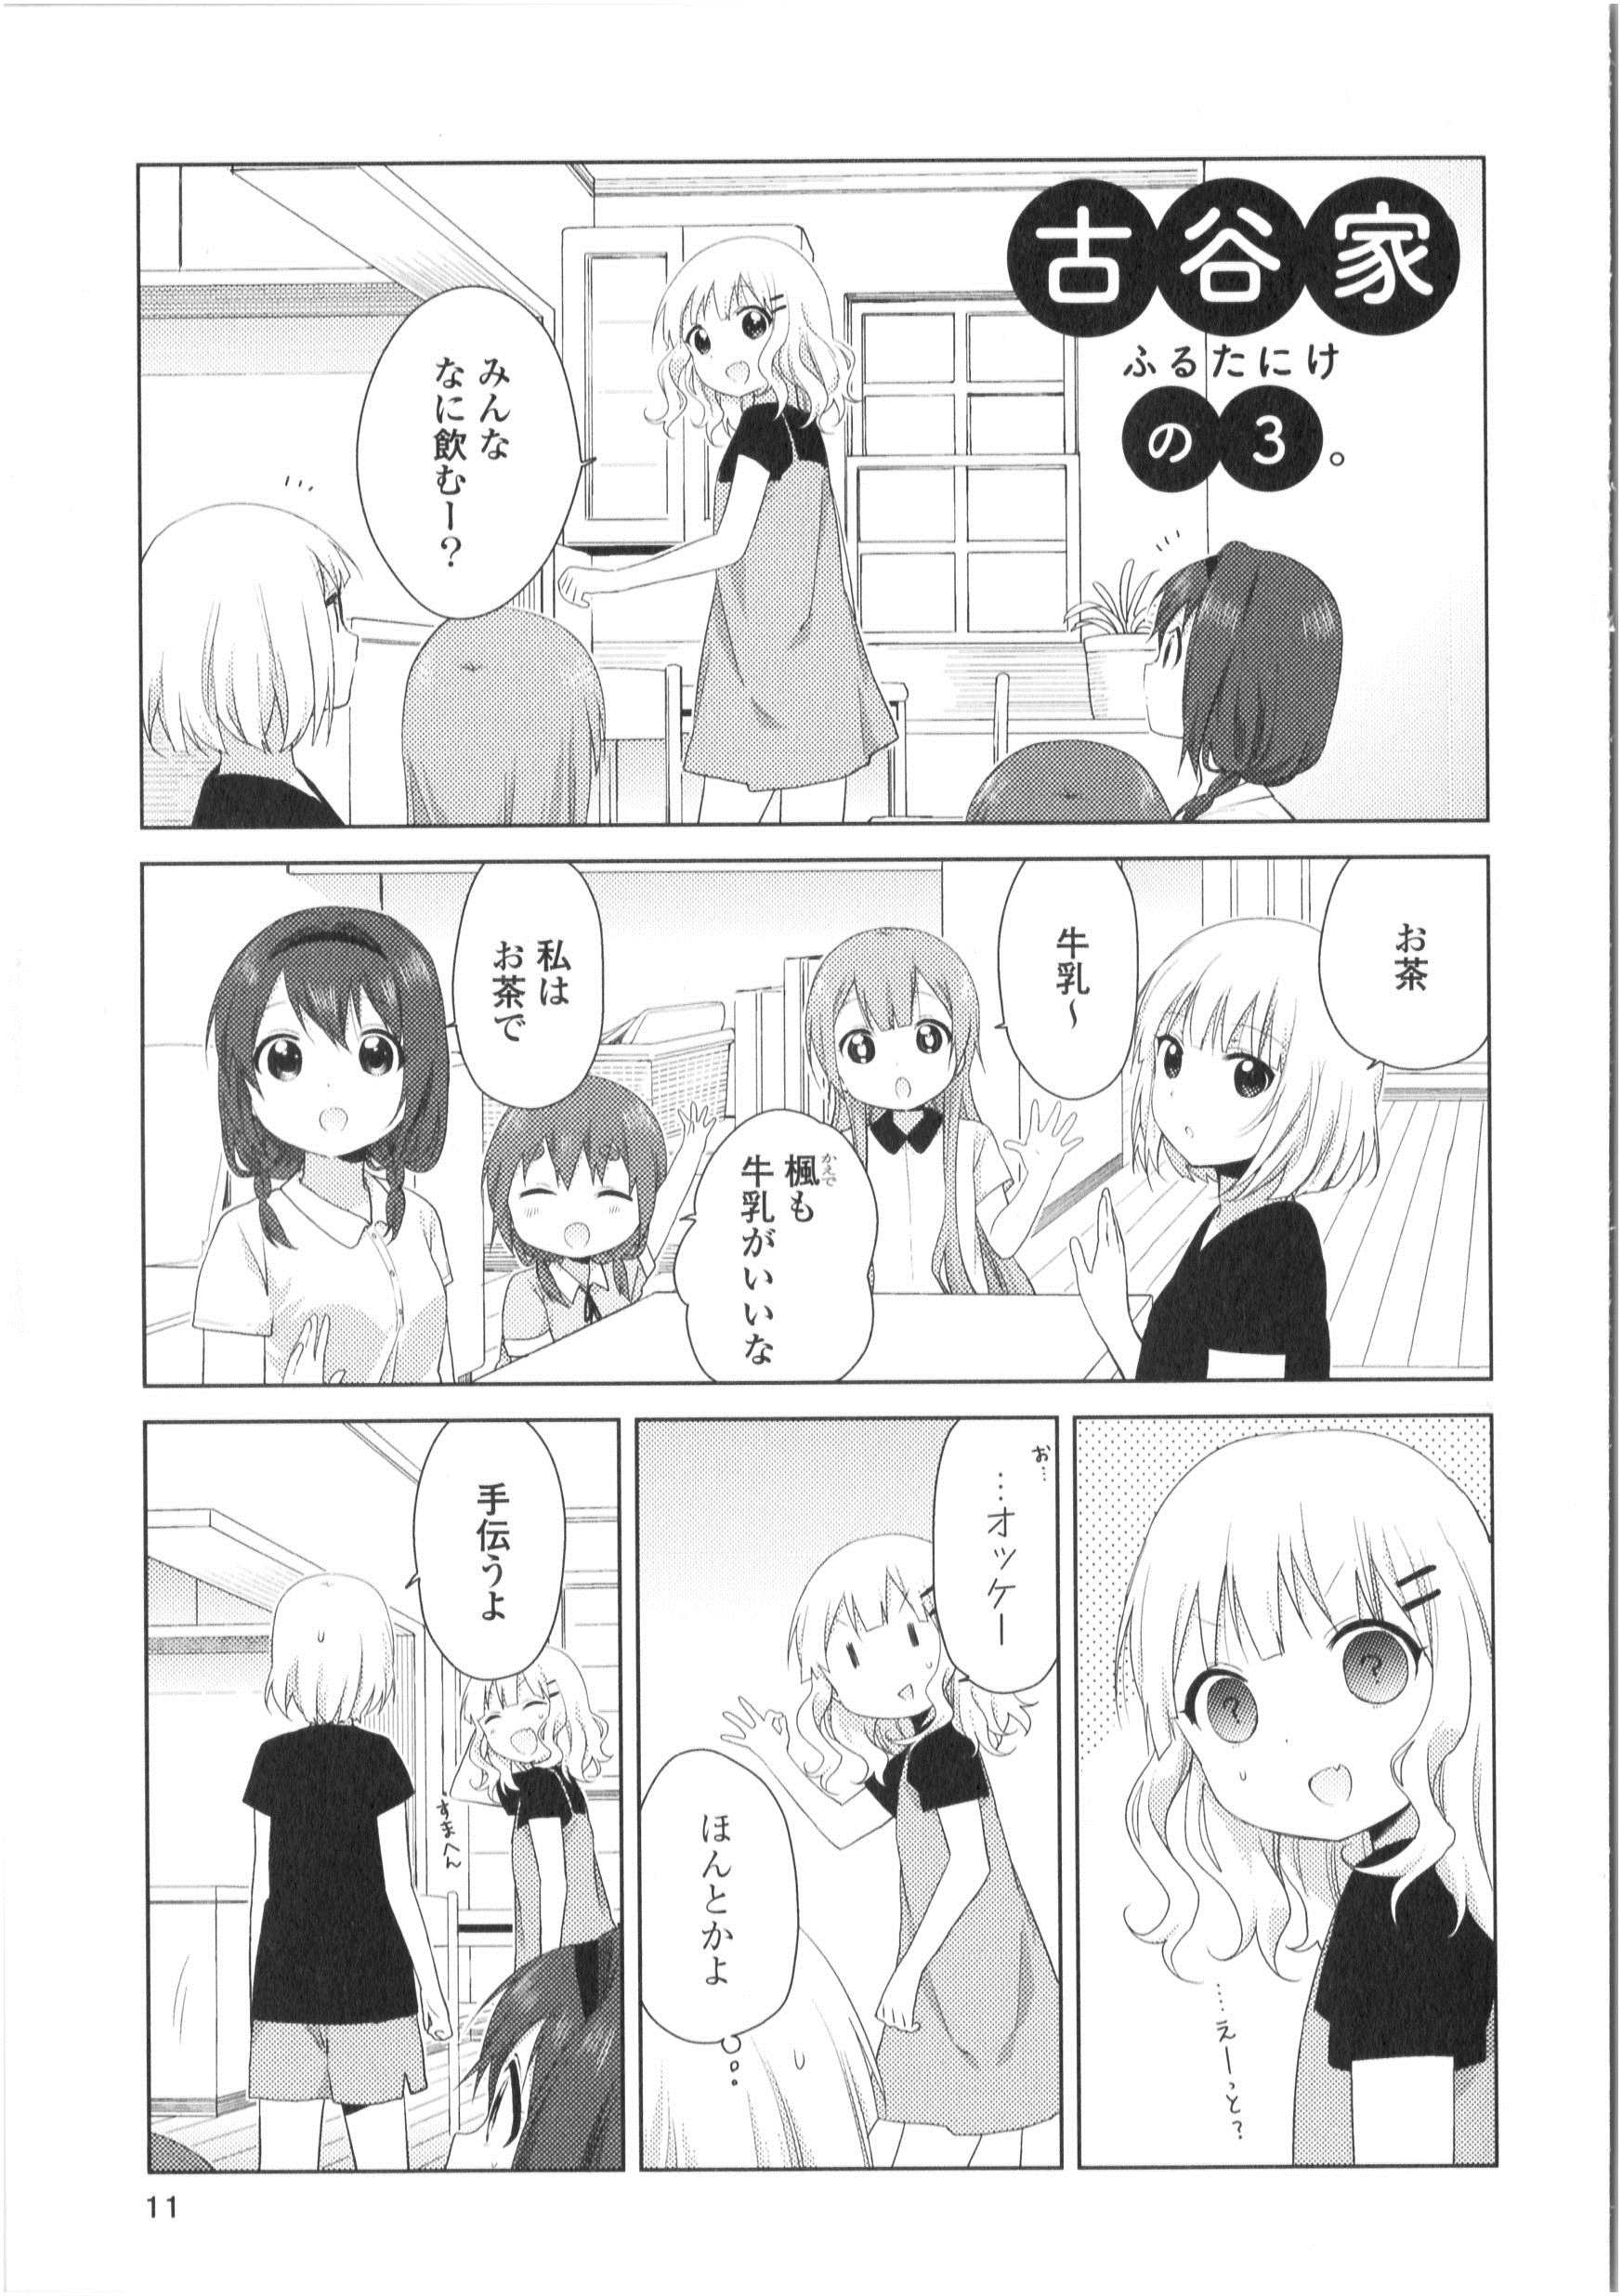 古谷家
ふるたにけ
の3。
みんな
なに飲むー？
お茶
牛乳～
楓も
かえで
牛乳がいいな
私は
お茶で
…えーっと？
お…
…オッケー
ほんとかよ
手伝うよ
すまへん
11